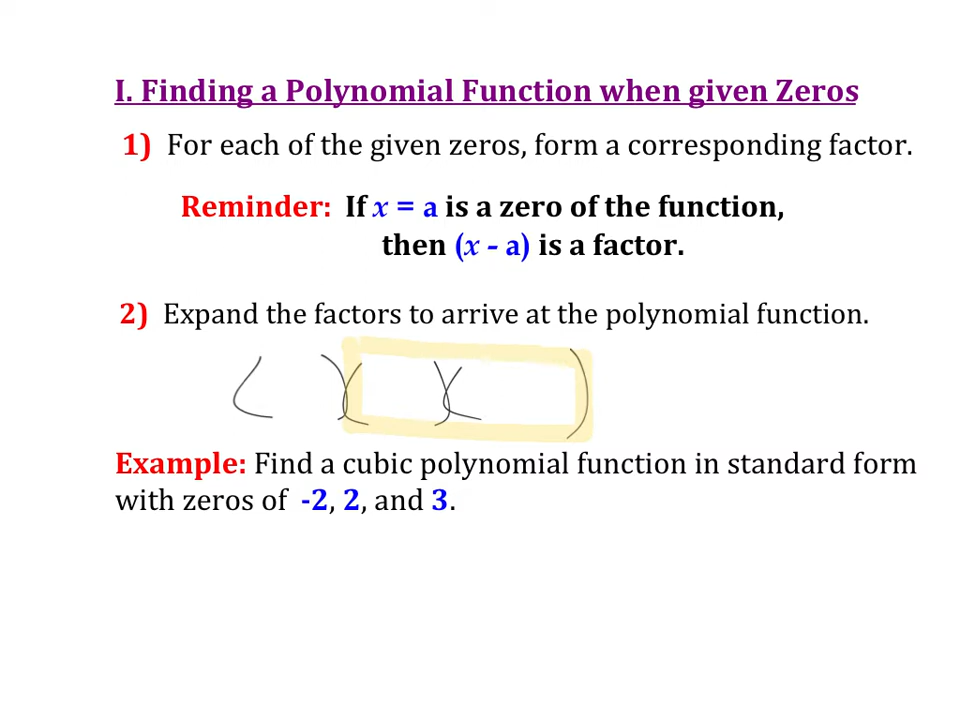 I. Finding a Polynomial Function when given Zeros
1) For each of the given zeros, form a corresponding factor.
Reminder: If x = a is a zero of the function,
then (x - a) is a factor.
2) Expand the factors to arrive at the polynomial function.
( )( )( )
Example: Find a cubic polynomial function in standard form
with zeros of -2, 2, and 3.